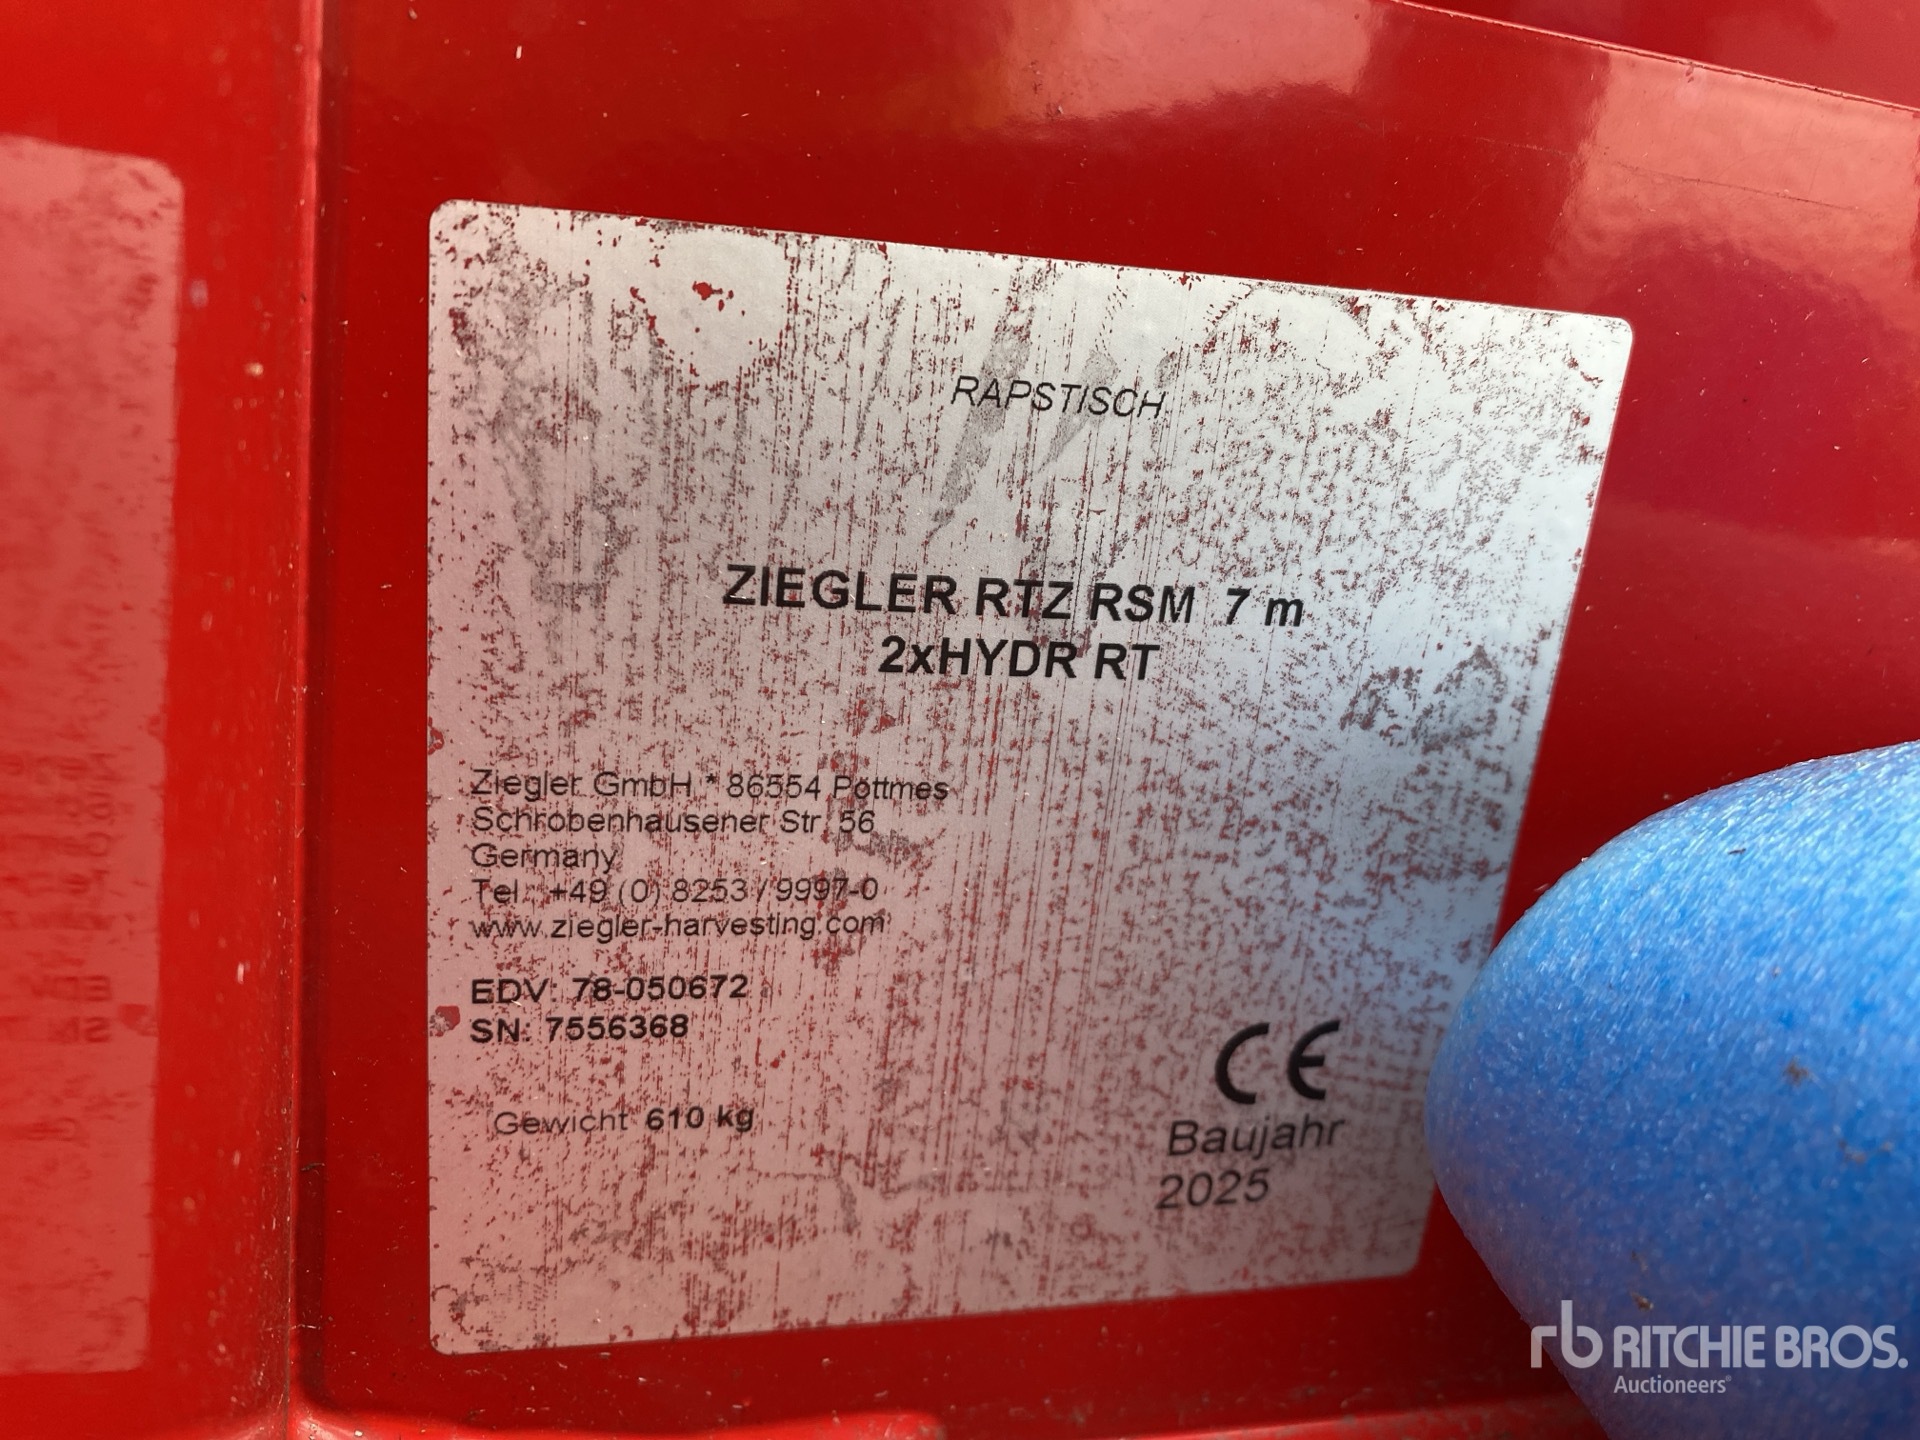 RAPSTISCH
ZIEGLER RTZ RSM 7 m
2xHYDR RT
Ziegler GmbH * 86554 Pöttmes
Schrobenhausener Str. 56
Germany
Tel.: +49 (0) 8253 / 9997-0
www.ziegler-harvesting.com
EDV: 78-050672
SN: 7556368
Gewicht 610 kg
CE
Baujahr
2025
rb RITCHIE BROS.
Auctioneers